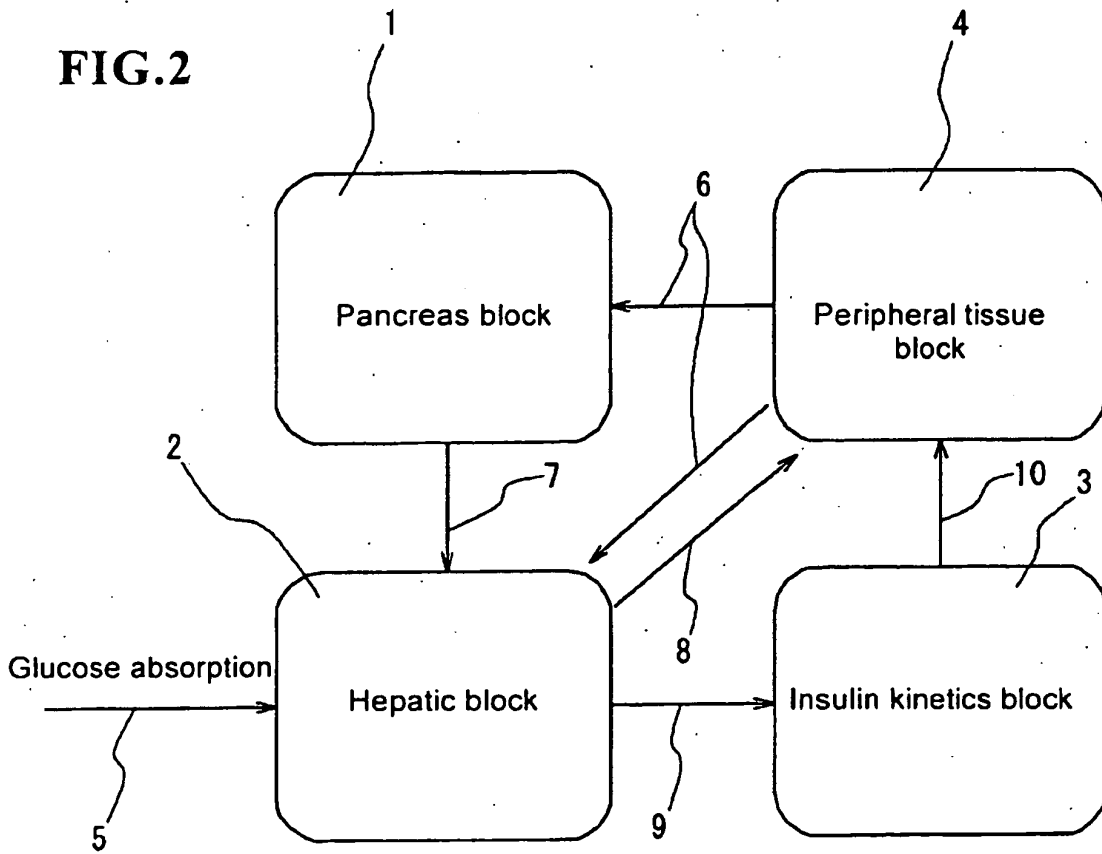 FIG.2
1
4
6
Pancreas block
Peripheral tissue
block
2
7
10
3
8
Glucose absorption
Hepatic block
Insulin kinetics block
5
9